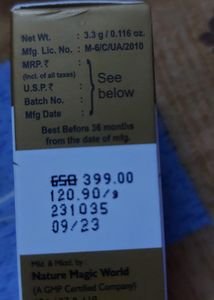 Net Wt. : 3.3 g / 0.116 oz.
Mfg. Lic. No. : M-6/C/UA/2010
MRP. ₹
(Incl. of all taxes)
U.S.P. ₹
Batch No.
Mfg Date
: See below
Best Before 36 months
from the date of mfg.
650 399.00
120.90/g
231035
09/23
Mfd. & Mktd. by :
Nature Magic World
(A GMP Certified Company)